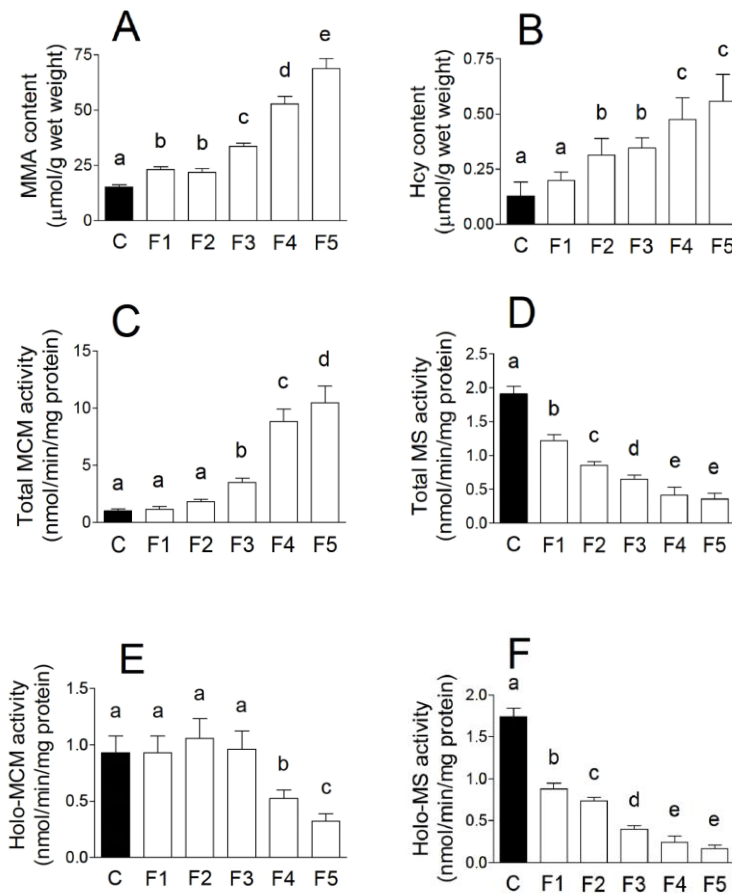 A
MMA content
(μmol/g wet weight)
75
50
25
0
a
b
b
c
d
e
C F1 F2 F3 F4 F5
B
Hcy content
(μmol/g wet weight)
0.75
0.50
0.25
0.00
a
a
b
b
c
c
C F1 F2 F3 F4 F5
C
Total MCM activity
(nmol/min/mg protein)
15
10
5
0
a
a
a
b
c
d
C F1 F2 F3 F4 F5
D
Total MS activity
(nmol/min/mg protein)
2.5
2.0
1.5
1.0
0.5
0.0
a
b
c
d
e
e
C F1 F2 F3 F4 F5
E
Holo-MCM activity
(nmol/min/mg protein)
1.5
1.0
0.5
0.0
a
a
a
a
b
c
C F1 F2 F3 F4 F5
F
Holo-MS activity
(nmol/min/mg protein)
2.0
1.5
1.0
0.5
0.0
a
b
c
d
e
e
C F1 F2 F3 F4 F5